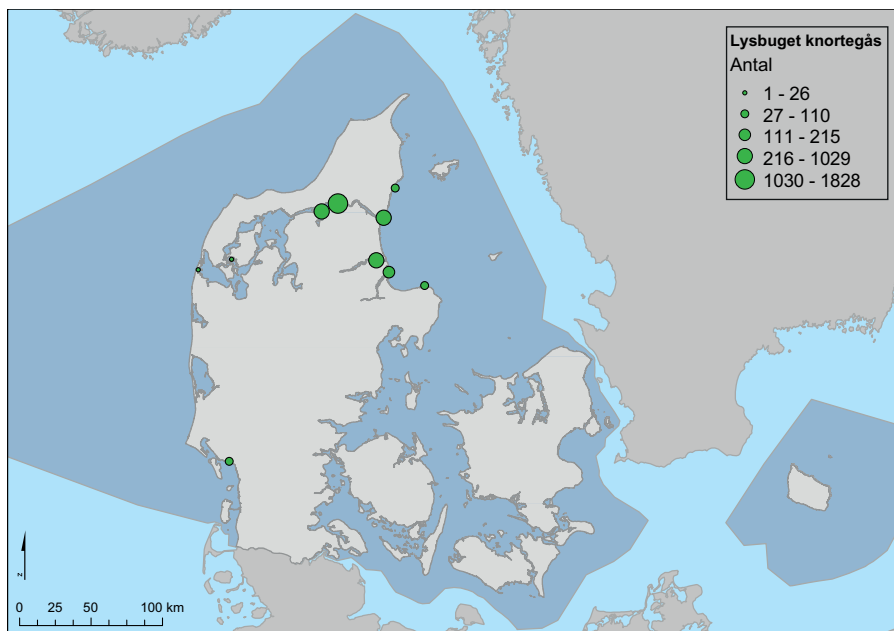 Lysbuget knortegås
Antal
1 - 26
27 - 110
111 - 215
216 - 1029
1030 - 1828
N
0 25 50 100 km